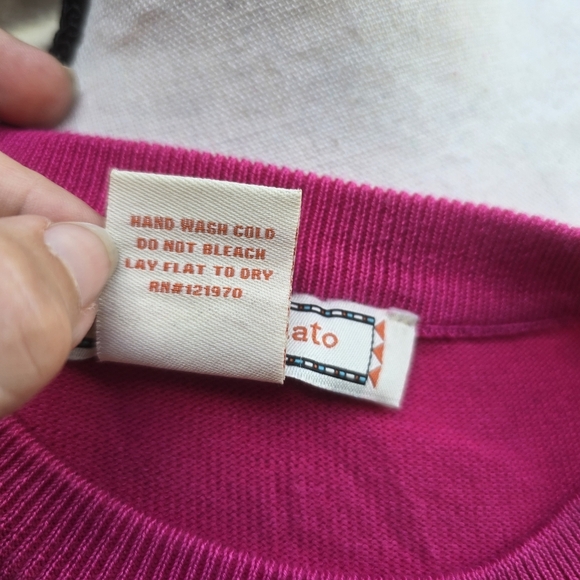 HAND WASH COLD
DO NOT BLEACH
LAY FLAT TO DRY
RN#121970
ato